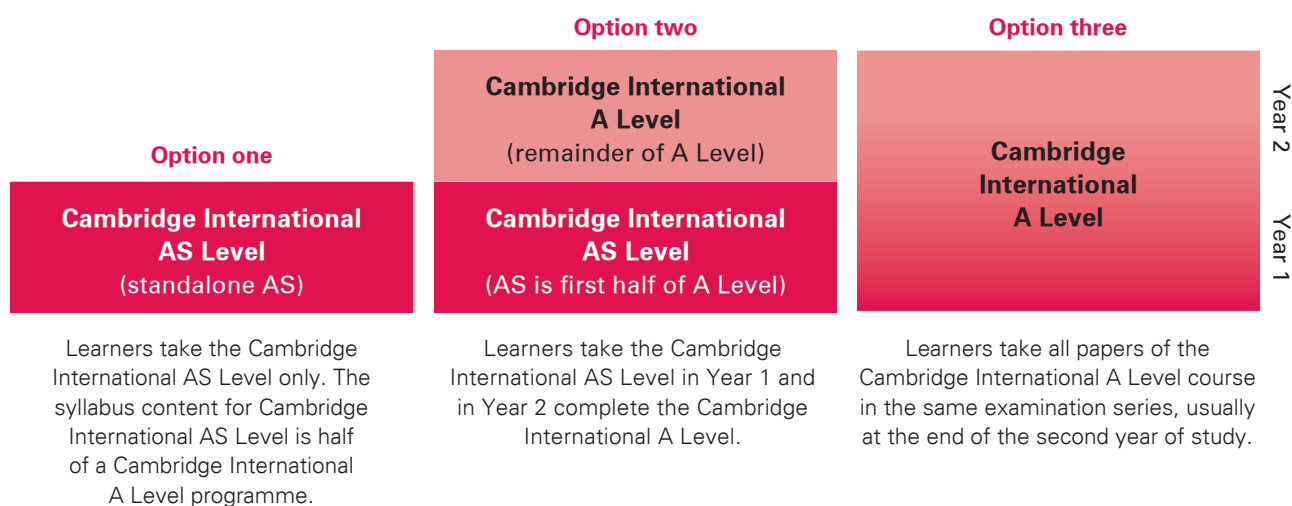 Option one
Cambridge International
AS Level
(standalone AS)
Learners take the Cambridge
International AS Level only. The
syllabus content for Cambridge
International AS Level is half
of a Cambridge International
A Level programme.
Option two
Cambridge International
A Level
(remainder of A Level)
Cambridge International
AS Level
(AS is first half of A Level)
Learners take the Cambridge
International AS Level in Year 1 and
in Year 2 complete the Cambridge
International A Level.
Option three
Cambridge
International
A Level
Learners take all papers of the
Cambridge International A Level course
in the same examination series, usually
at the end of the second year of study.
Year 2
Year 1